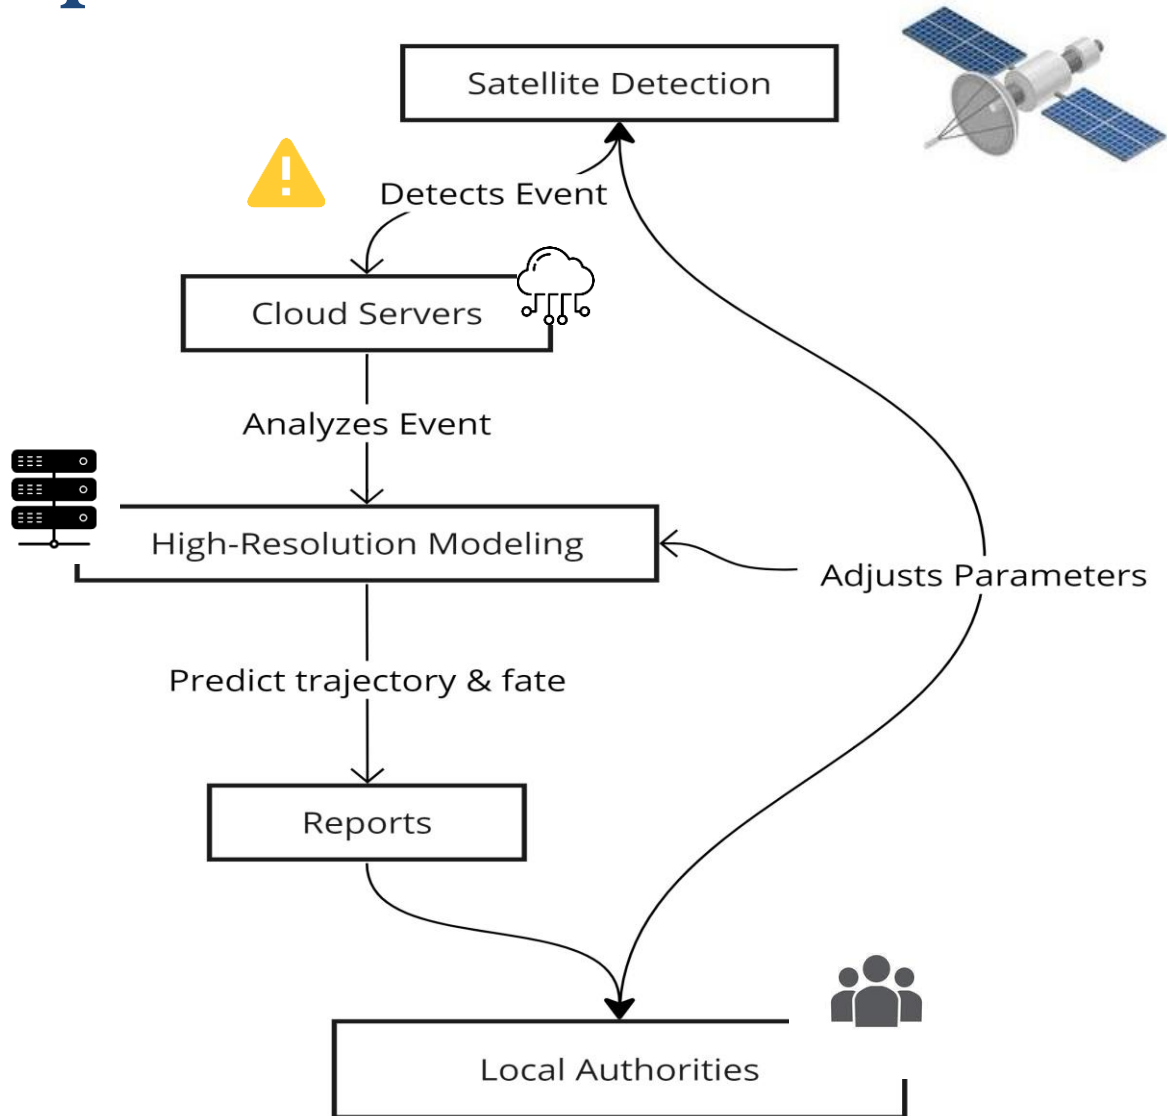 Satellite Detection
Detects Event
Cloud Servers
Analyzes Event
High-Resolution Modeling
Adjusts Parameters
Predict trajectory & fate
Reports
Local Authorities